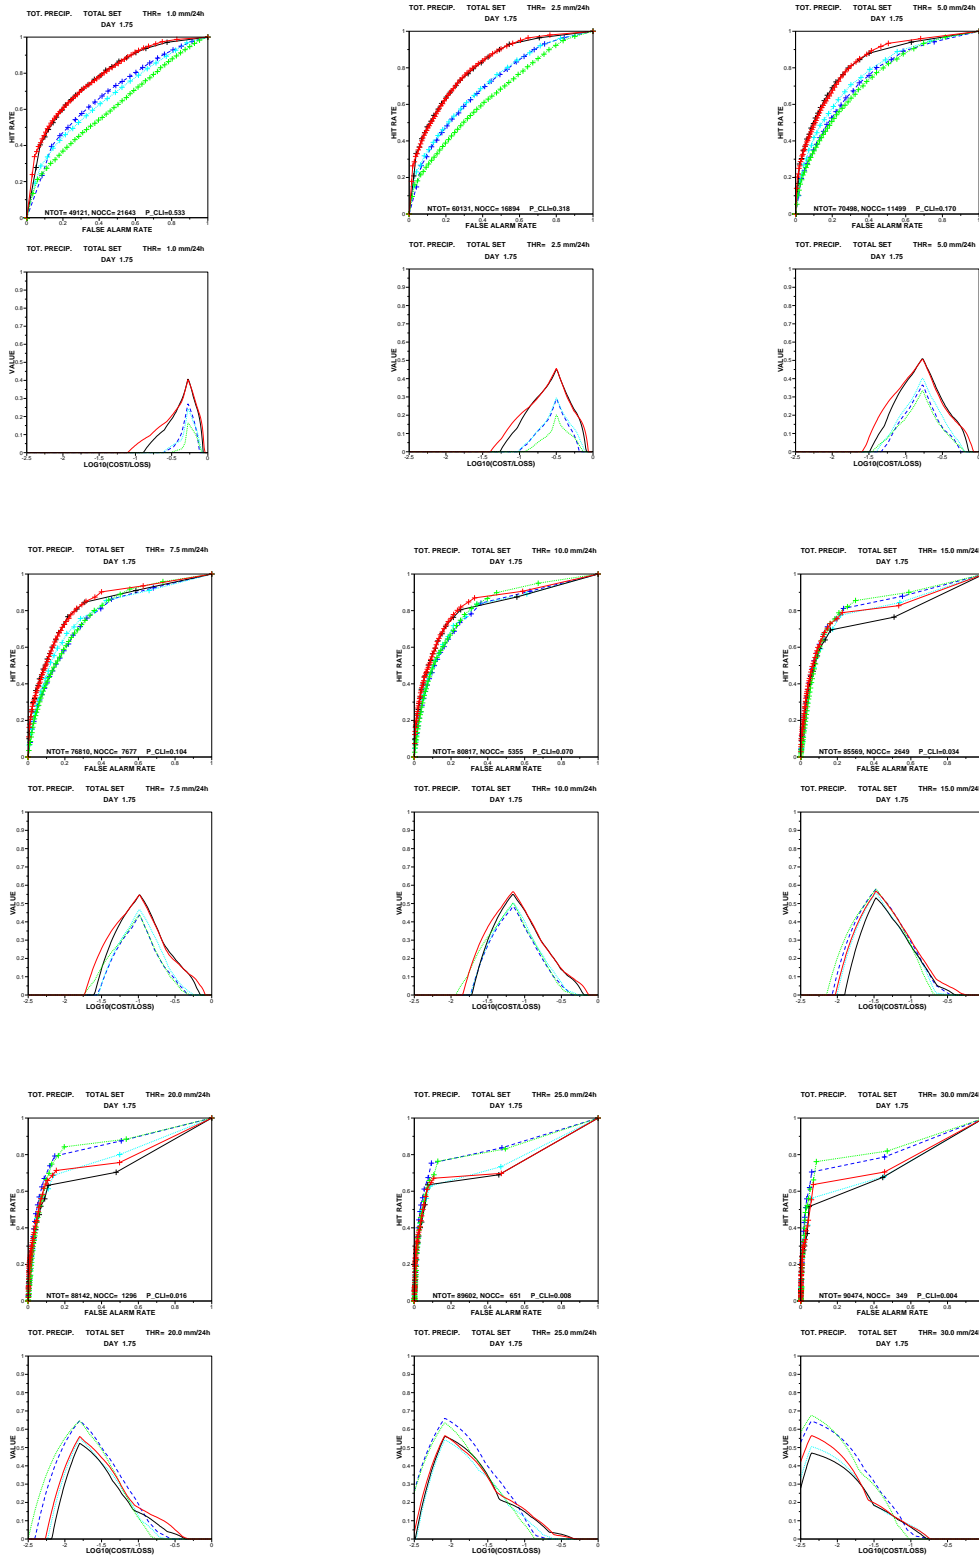 TOT. PRECIP. TOTAL SET THR= 1.0 mm/24h
DAY 1.75
HIT RATE
NTOT= 49121, NOCC= 21643 P_CLI=0.533
FALSE ALARM RATE
TOT. PRECIP. TOTAL SET THR= 2.5 mm/24h
DAY 1.75
HIT RATE
NTOT= 60131, NOCC= 16894 P_CLI=0.318
FALSE ALARM RATE
TOT. PRECIP. TOTAL SET THR= 5.0 mm/24h
DAY 1.75
HIT RATE
NTOT= 70498, NOCC= 11499 P_CLI=0.170
FALSE ALARM RATE
TOT. PRECIP. TOTAL SET THR= 1.0 mm/24h
DAY 1.75
VALUE
LOG10(COST/LOSS)
TOT. PRECIP. TOTAL SET THR= 2.5 mm/24h
DAY 1.75
VALUE
LOG10(COST/LOSS)
TOT. PRECIP. TOTAL SET THR= 5.0 mm/24h
DAY 1.75
VALUE
LOG10(COST/LOSS)
TOT. PRECIP. TOTAL SET THR= 7.5 mm/24h
DAY 1.75
HIT RATE
NTOT= 76810, NOCC= 7677 P_CLI=0.104
FALSE ALARM RATE
TOT. PRECIP. TOTAL SET THR= 10.0 mm/24h
DAY 1.75
HIT RATE
NTOT= 80817, NOCC= 5355 P_CLI=0.070
FALSE ALARM RATE
TOT. PRECIP. TOTAL SET THR= 15.0 mm/24h
DAY 1.75
HIT RATE
NTOT= 85569, NOCC= 2649 P_CLI=0.034
FALSE ALARM RATE
TOT. PRECIP. TOTAL SET THR= 7.5 mm/24h
DAY 1.75
VALUE
LOG10(COST/LOSS)
TOT. PRECIP. TOTAL SET THR= 10.0 mm/24h
DAY 1.75
VALUE
LOG10(COST/LOSS)
TOT. PRECIP. TOTAL SET THR= 15.0 mm/24h
DAY 1.75
VALUE
LOG10(COST/LOSS)
TOT. PRECIP. TOTAL SET THR= 20.0 mm/24h
DAY 1.75
HIT RATE
NTOT= 88142, NOCC= 1296 P_CLI=0.016
FALSE ALARM RATE
TOT. PRECIP. TOTAL SET THR= 25.0 mm/24h
DAY 1.75
HIT RATE
NTOT= 89602, NOCC= 651 P_CLI=0.008
FALSE ALARM RATE
TOT. PRECIP. TOTAL SET THR= 30.0 mm/24h
DAY 1.75
HIT RATE
NTOT= 90474, NOCC= 349 P_CLI=0.004
FALSE ALARM RATE
TOT. PRECIP. TOTAL SET THR= 20.0 mm/24h
DAY 1.75
VALUE
LOG10(COST/LOSS)
TOT. PRECIP. TOTAL SET THR= 25.0 mm/24h
DAY 1.75
VALUE
LOG10(COST/LOSS)
TOT. PRECIP. TOTAL SET THR= 30.0 mm/24h
DAY 1.75
VALUE
LOG10(COST/LOSS)